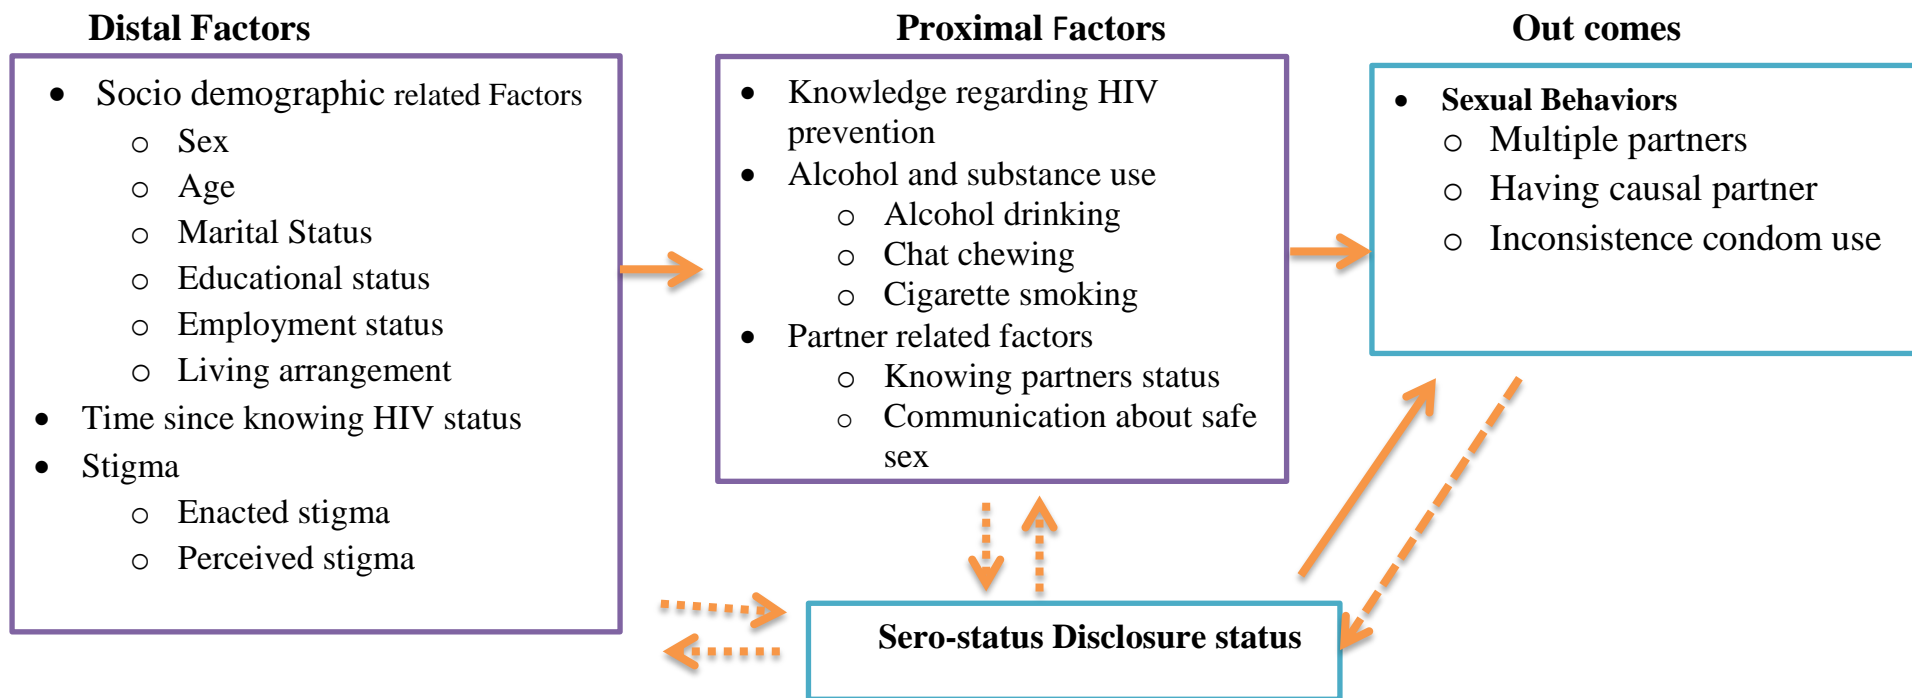 Distal Factors
• Socio demographic related Factors
o Sex
o Age
o Marital Status
o Educational status
o Employment status
o Living arrangement
• Time since knowing HIV status
• Stigma
o Enacted stigma
o Perceived stigma
Proximal Factors
• Knowledge regarding HIV
prevention
• Alcohol and substance use
o Alcohol drinking
o Chat chewing
o Cigarette smoking
• Partner related factors
o Knowing partners status
o Communication about safe
sex
Out comes
• Sexual Behaviors
o Multiple partners
o Having causal partner
o Inconsistence condom use
Sero-status Disclosure status